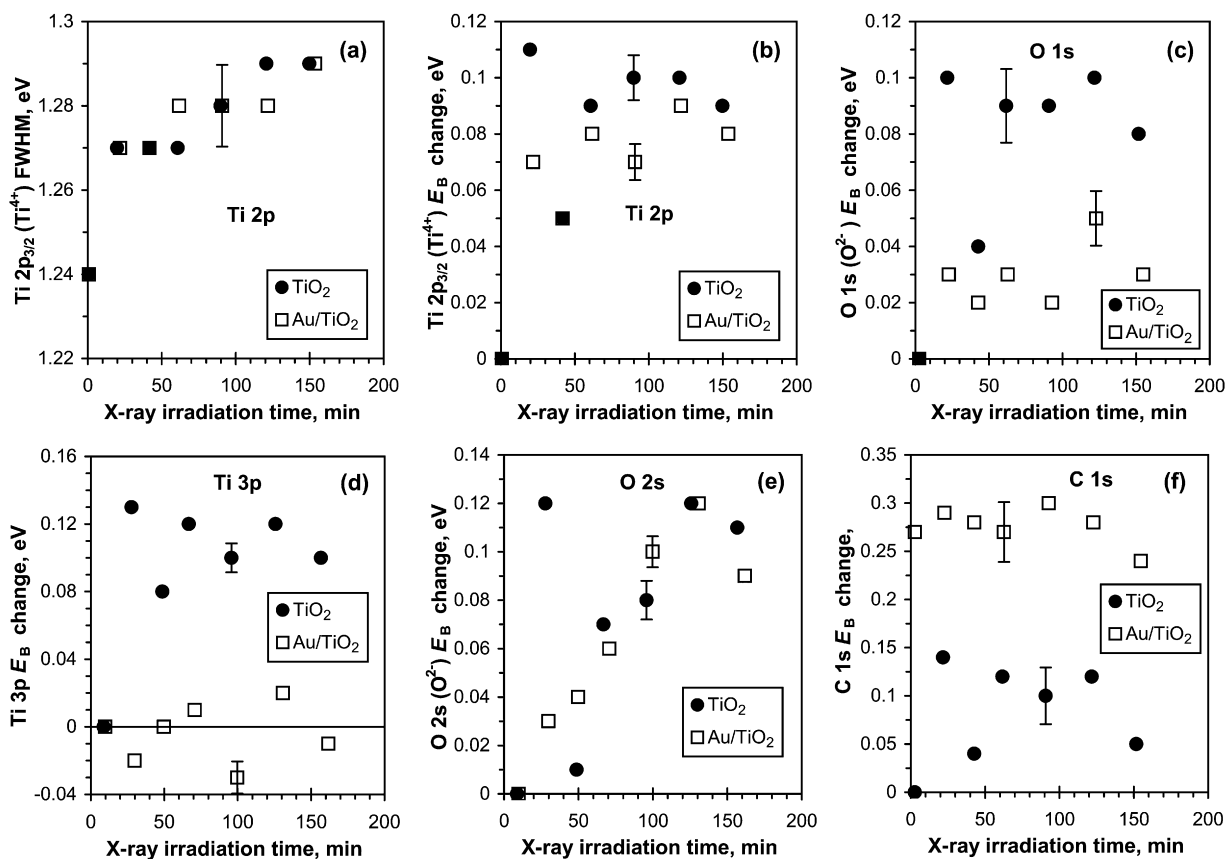 (a)
Ti 2p3/2 (Ti4+) FWHM, eV
1.3
1.28
1.26
1.24
1.22
Ti 2p
TiO2
Au/TiO2
0 50 100 150 200
X-ray irradiation time, min
(b)
Ti 2p3/2 (Ti4+) EB change, eV
0.12
0.1
0.08
0.06
0.04
0.02
0
Ti 2p
TiO2
Au/TiO2
0 50 100 150 200
X-ray irradiation time, min
O 1s (c)
O 1s (O2-) EB change, eV
0.12
0.1
0.08
0.06
0.04
0.02
0
TiO2
Au/TiO2
0 50 100 150 200
X-ray irradiation time, min
Ti 3p (d)
Ti 3p EB change, eV
0.16
0.12
0.08
0.04
0
-0.04
TiO2
Au/TiO2
0 50 100 150 200
X-ray irradiation time, min
O 2s (e)
O 2s (O2-) EB change, eV
0.14
0.12
0.1
0.08
0.06
0.04
0.02
0
TiO2
Au/TiO2
0 50 100 150 200
X-ray irradiation time, min
C 1s (f)
C 1s EB change,
0.35
0.3
0.25
0.2
0.15
0.1
0.05
0
TiO2
Au/TiO2
0 50 100 150 200
X-ray irradiation time, min